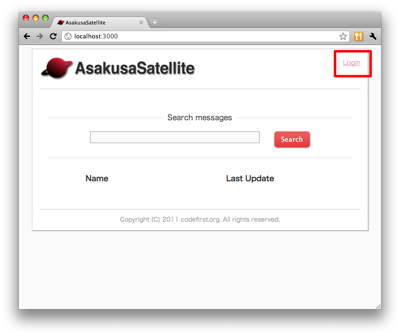 AsakusaSatellite
localhost:3000
AsakusaSatellite
Login
Search messages
Search
Name Last Update
Copyright (C) 2011 codefirst.org. All rights reserved.